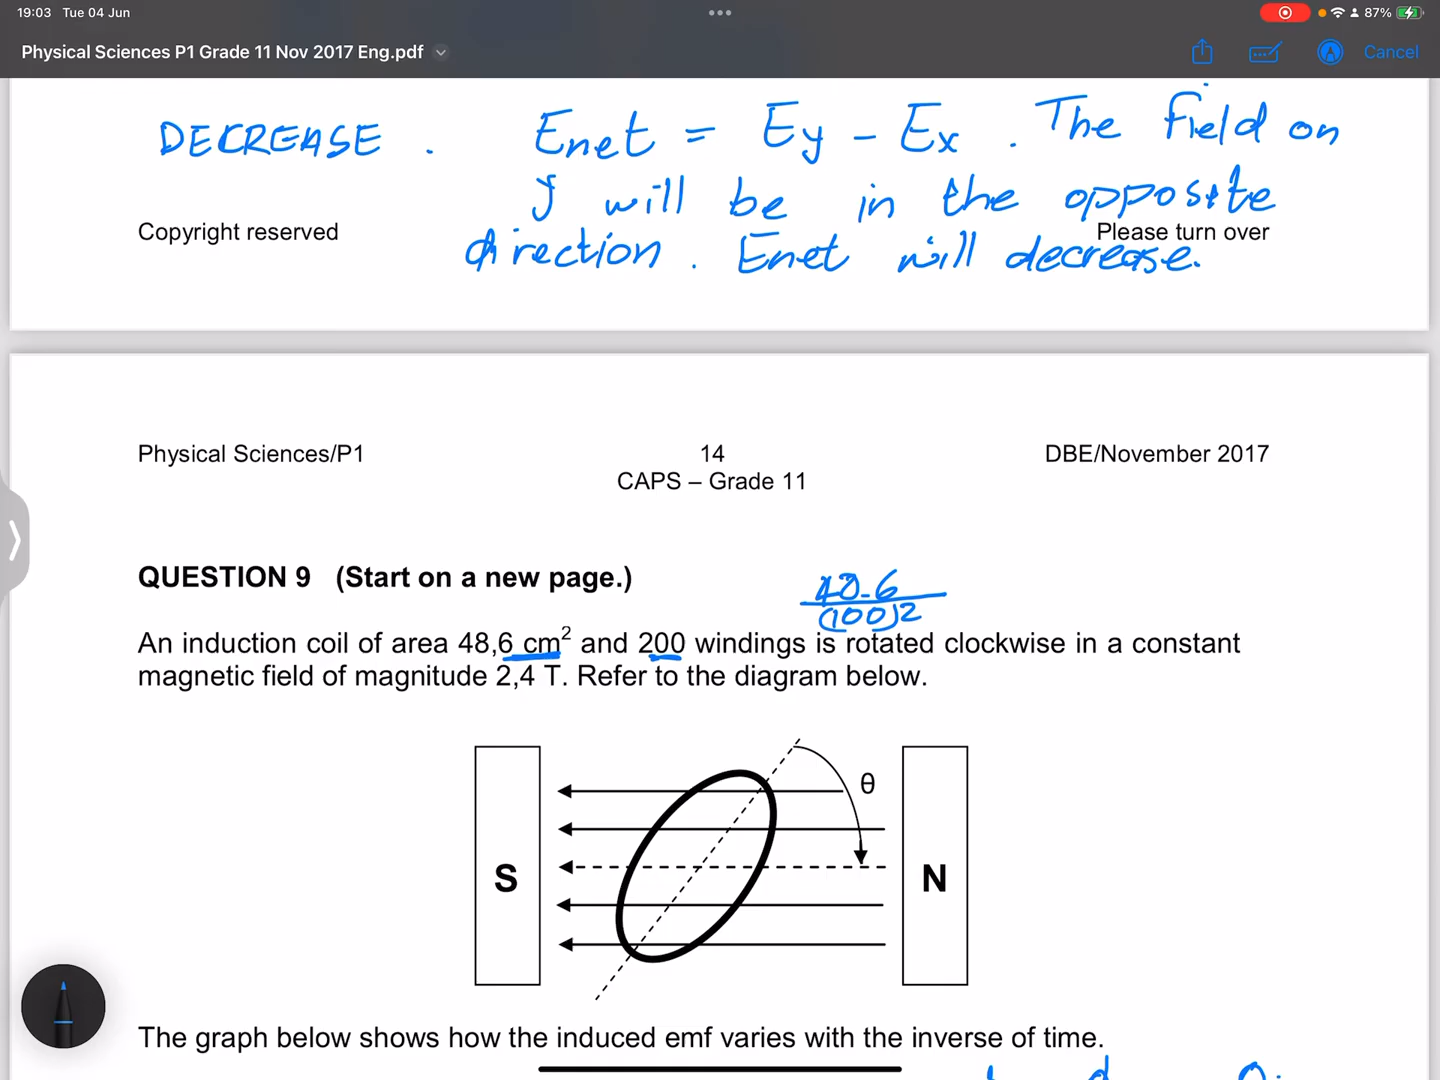 19:03 Tue 04 Jun
87%
Physical Sciences P1 Grade 11 Nov 2017 Eng.pdf
Cancel
DECREASE . Enet = Ey - Ex . The field on
y will be in the opposite
Copyright reserved
Please turn over
direction . Enet will decrease.
Physical Sciences/P1
14
DBE/November 2017
CAPS – Grade 11
QUESTION 9 (Start on a new page.)
48.6
(100)2
An induction coil of area 48,6 cm² and 200 windings is rotated clockwise in a constant
magnetic field of magnitude 2,4 T. Refer to the diagram below.
θ
S
N
The graph below shows how the induced emf varies with the inverse of time.